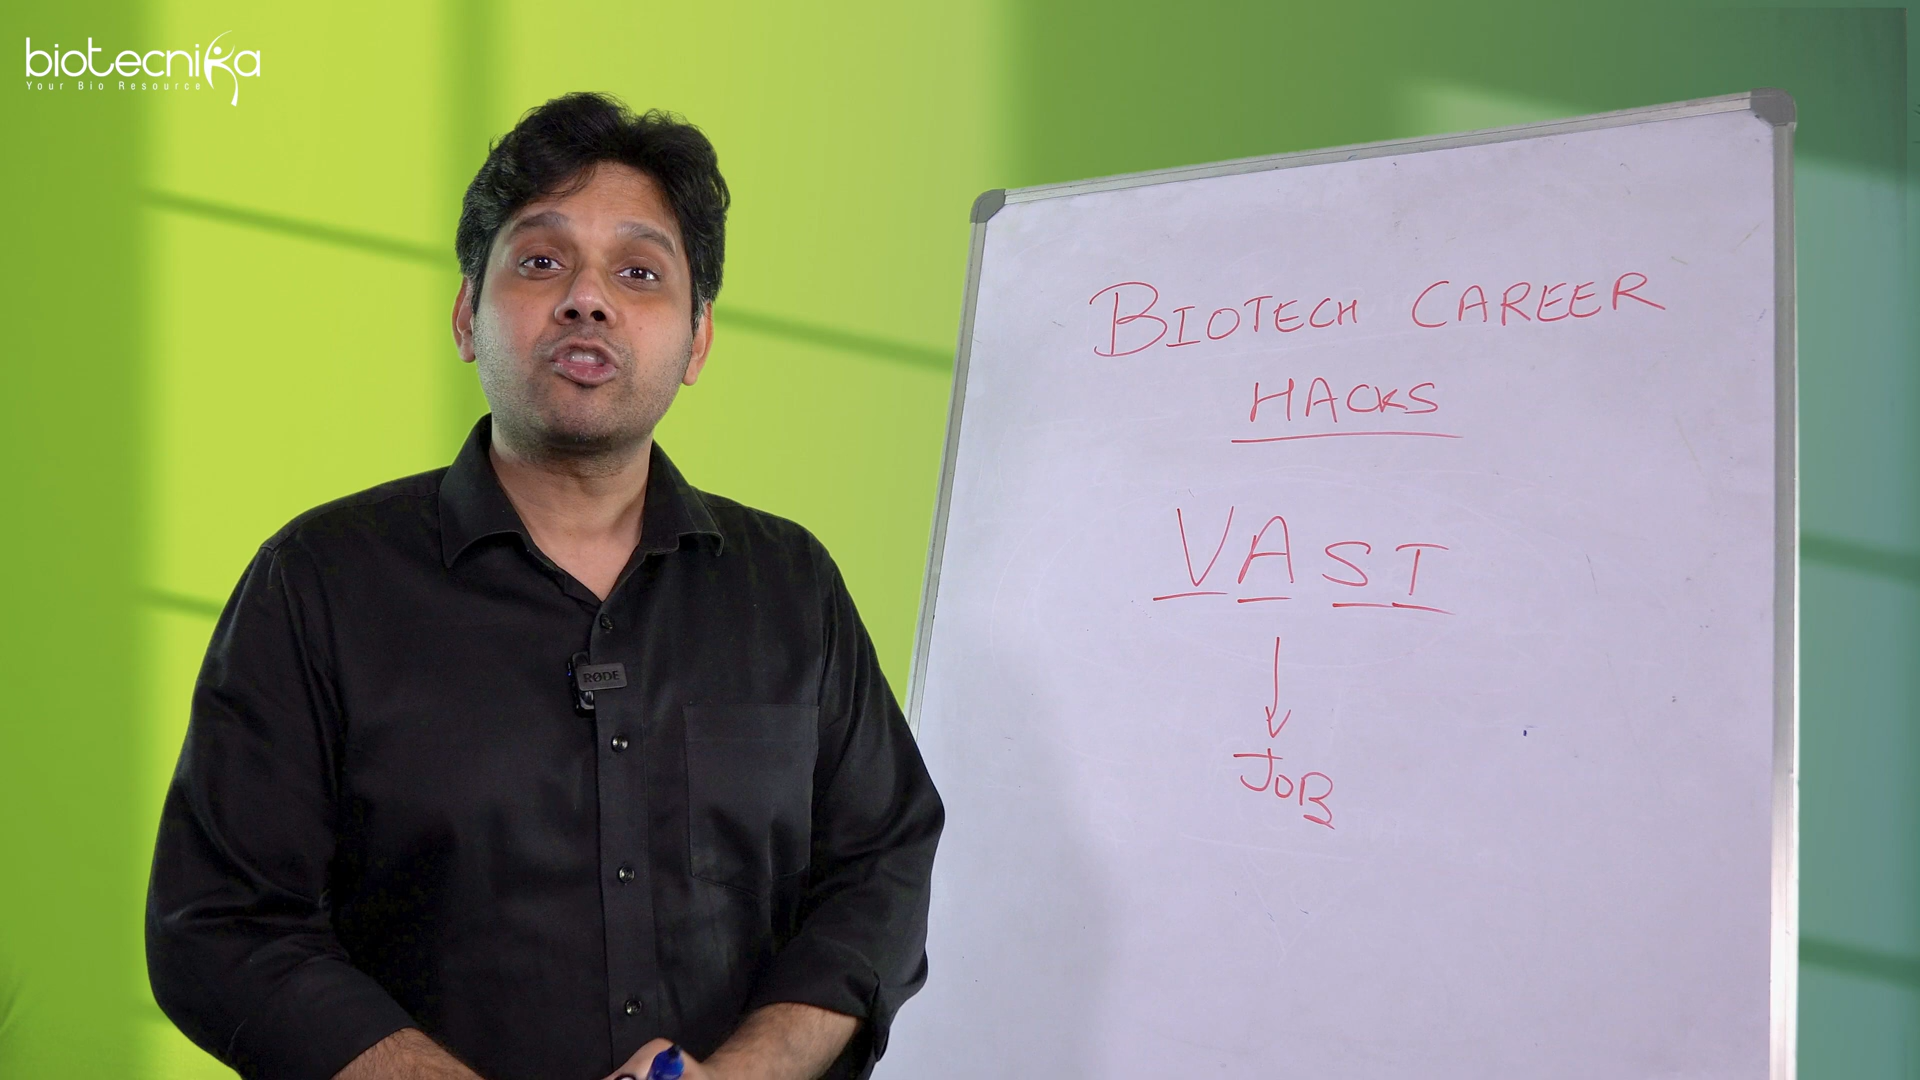 biotecnika
Your Bio Resource
RØDE
BIOTECH CAREER
HACKS
VAST
JOB